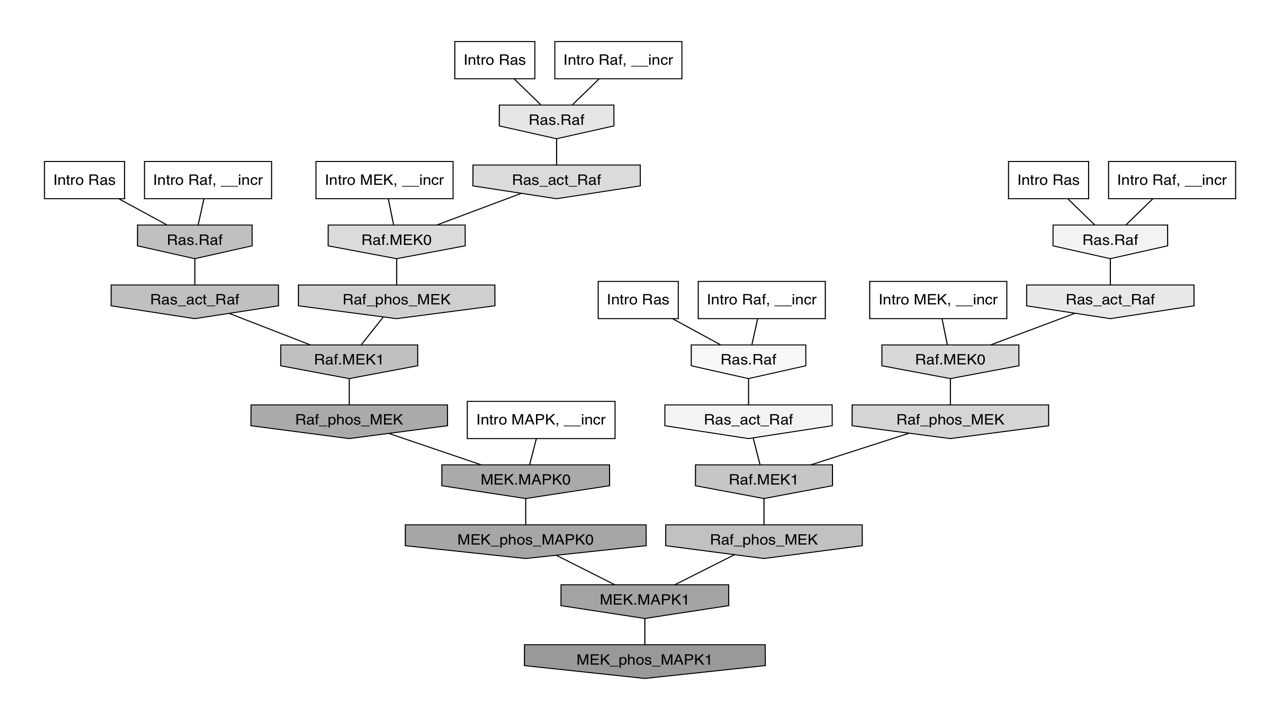 Intro Ras
Intro Raf, __incr
Ras.Raf
Intro Ras
Intro Raf, __incr
Intro MEK, __incr
Ras_act_Raf
Intro Ras
Intro Raf, __incr
Ras.Raf
Raf.MEK0
Ras.Raf
Ras_act_Raf
Raf_phos_MEK
Intro Ras
Intro Raf, __incr
Intro MEK, __incr
Ras_act_Raf
Raf.MEK1
Ras.Raf
Raf.MEK0
Raf_phos_MEK
Intro MAPK, __incr
Ras_act_Raf
Raf_phos_MEK
MEK.MAPK0
Raf.MEK1
MEK_phos_MAPK0
Raf_phos_MEK
MEK.MAPK1
MEK_phos_MAPK1